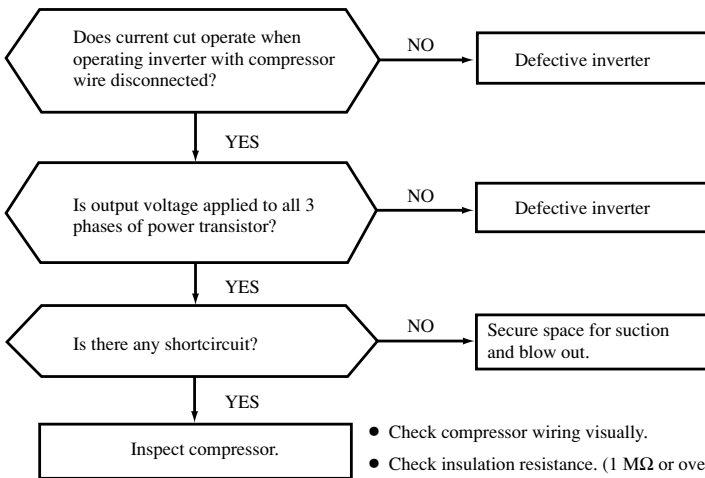 Does current cut operate when
operating inverter with compressor
wire disconnected?
NO
Defective inverter
YES
Is output voltage applied to all 3
phases of power transistor?
NO
Defective inverter
YES
Is there any shortcircuit?
NO
Secure space for suction
and blow out.
YES
Inspect compressor.
● Check compressor wiring visually.
● Check insulation resistance. (1 MΩ or ove